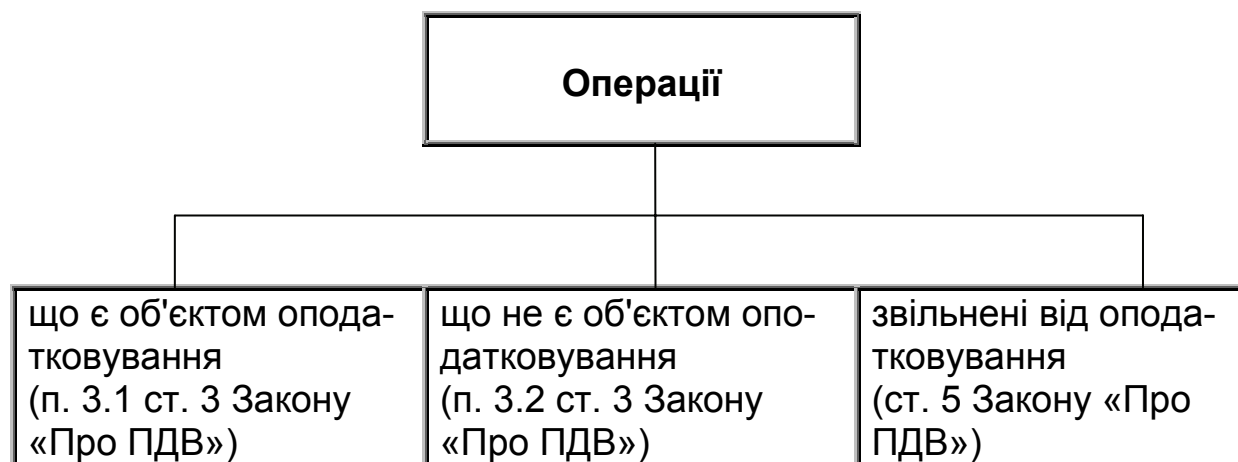 Операції
що є об'єктом опода-
тковування
(п. 3.1 ст. 3 Закону
«Про ПДВ»)
що не є об'єктом опо-
датковування
(п. 3.2 ст. 3 Закону
«Про ПДВ»)
звільнені від опода-
тковування
(ст. 5 Закону «Про
ПДВ»)